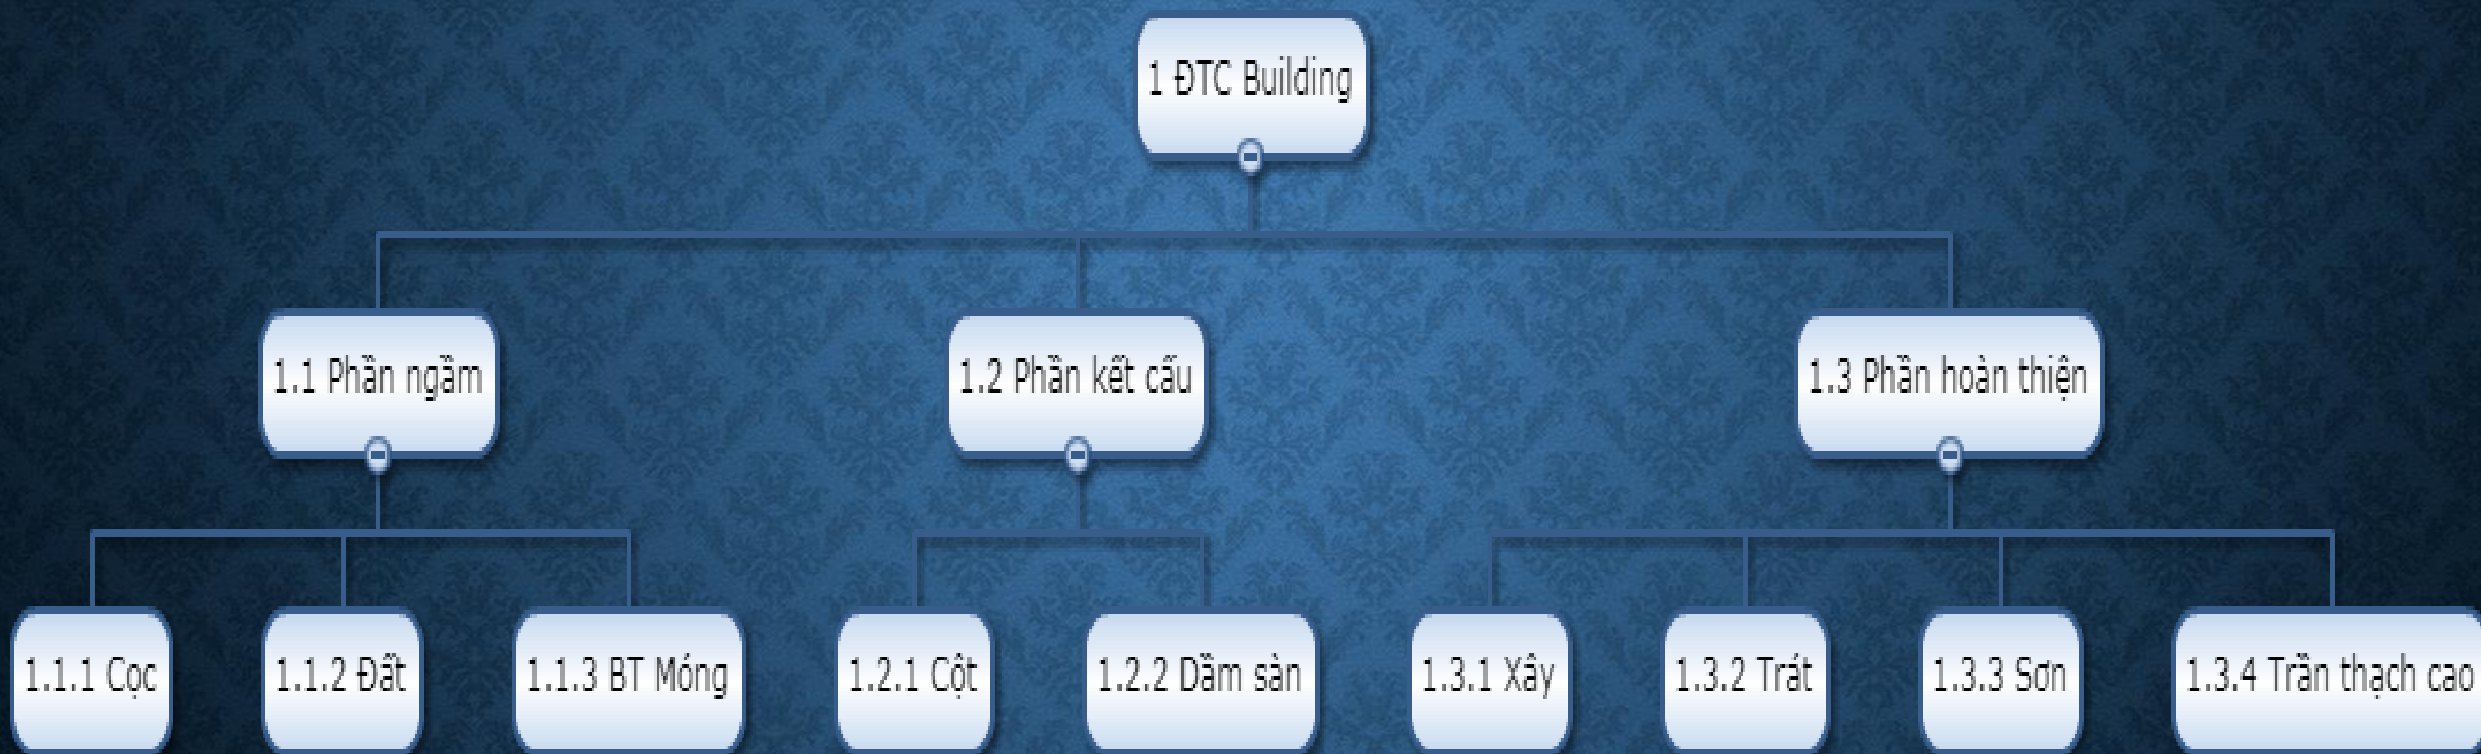 1 ĐTC Building
1.1 Phần ngầm
1.2 Phần kết cấu
1.3 Phần hoàn thiện
1.1.1 Cọc
1.1.2 Đất
1.1.3 BT Móng
1.2.1 Cột
1.2.2 Dầm sàn
1.3.1 Xây
1.3.2 Trát
1.3.3 Sơn
1.3.4 Trần thạch cao